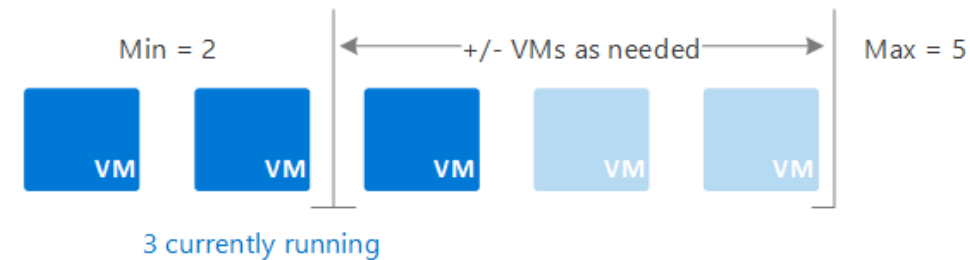 Min = 2
+/- VMs as needed
Max = 5
VM
VM
VM
VM
VM
3 currently running